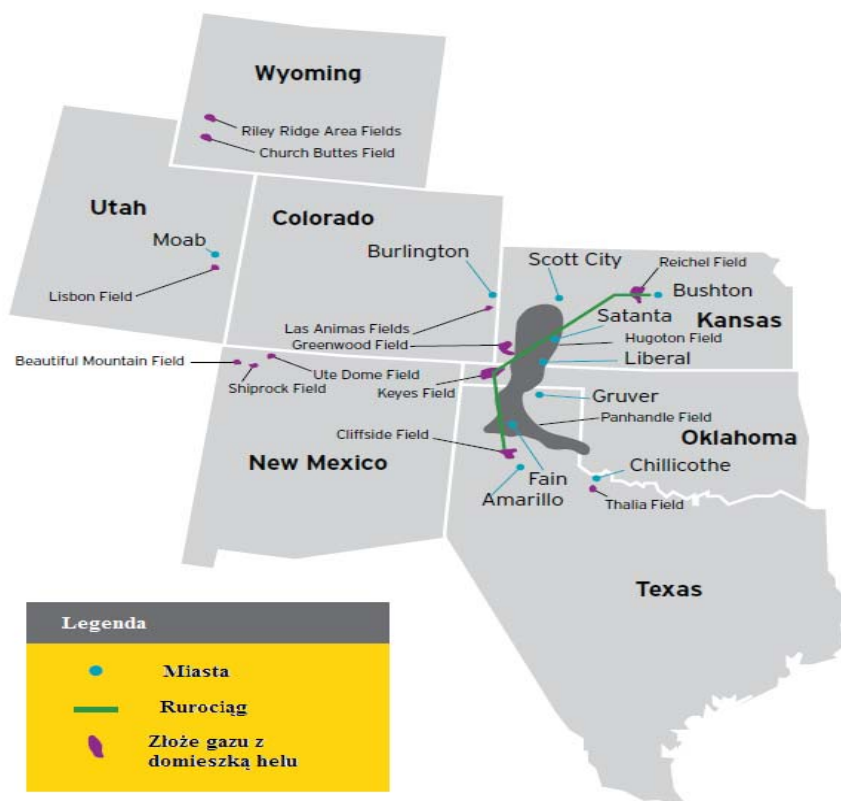 Wyoming
Riley Ridge Area Fields
Church Buttes Field
Utah
Moab
Lisbon Field
Colorado
Burlington
Las Animas Fields
Greenwood Field
Scott City
Reichel Field
Bushton
Satanta
Kansas
Hugoton Field
Liberal
Beautiful Mountain Field
Shiprock Field
Ute Dome Field
Keyes Field
Gruver
Panhandle Field
Oklahoma
Cliffside Field
New Mexico
Fain
Amarillo
Chillicothe
Thalia Field
Texas
Legenda
Miasta
Rurociąg
Złoże gazu z
domieszką helu